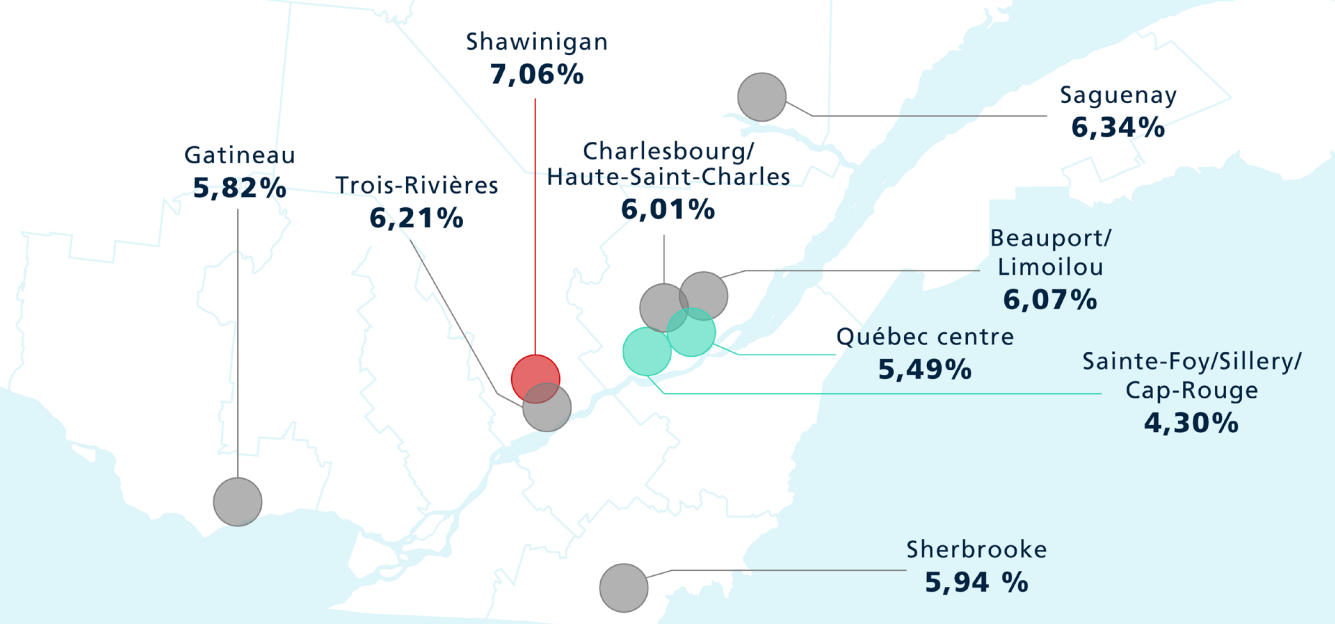 Shawinigan
7,06%
Saguenay
6,34%
Gatineau
5,82%
Trois-Rivières
6,21%
Charlesbourg/
Haute-Saint-Charles
6,01%
Beauport/
Limoilou
6,07%
Québec centre
5,49%
Sainte-Foy/Sillery/
Cap-Rouge
4,30%
Sherbrooke
5,94 %